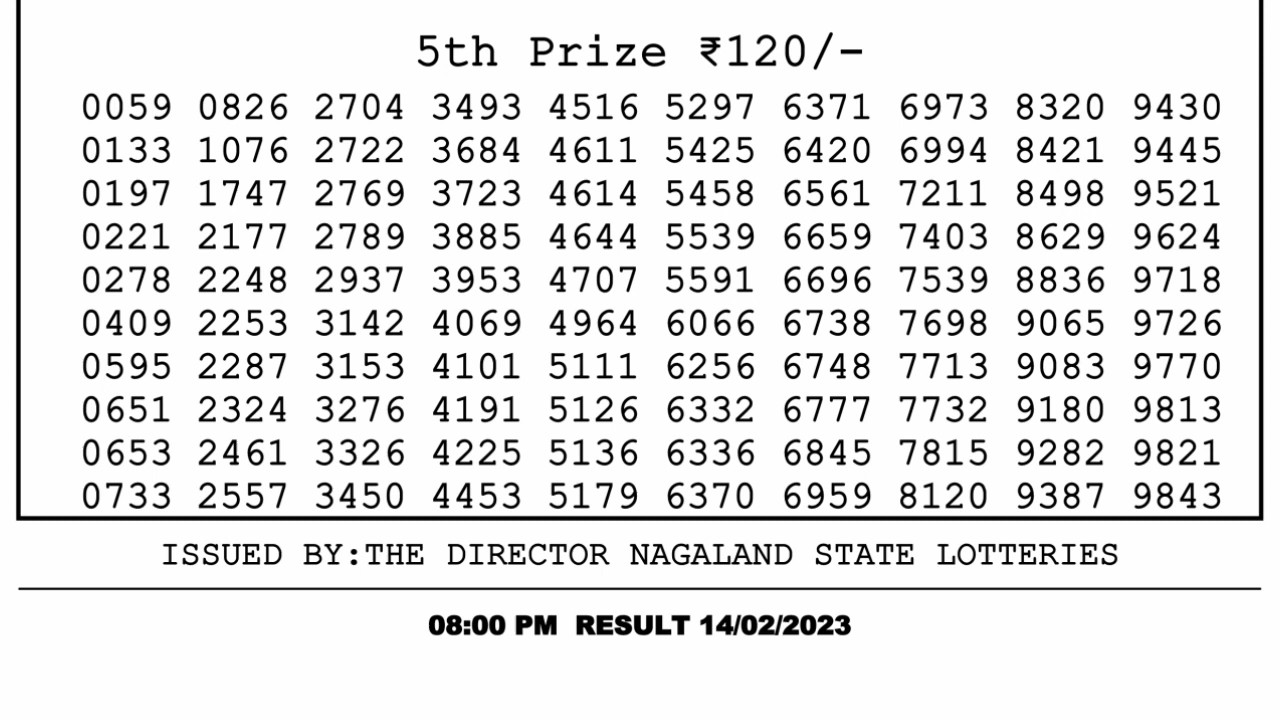 5th Prize ₹120/-
0059 0826 2704 3493 4516 5297 6371 6973 8320 9430
0133 1076 2722 3684 4611 5425 6420 6994 8421 9445
0197 1747 2769 3723 4614 5458 6561 7211 8498 9521
0221 2177 2789 3885 4644 5539 6659 7403 8629 9624
0278 2248 2937 3953 4707 5591 6696 7539 8836 9718
0409 2253 3142 4069 4964 6066 6738 7698 9065 9726
0595 2287 3153 4101 5111 6256 6748 7713 9083 9770
0651 2324 3276 4191 5126 6332 6777 7732 9180 9813
0653 2461 3326 4225 5136 6336 6845 7815 9282 9821
0733 2557 3450 4453 5179 6370 6959 8120 9387 9843
ISSUED BY:THE DIRECTOR NAGALAND STATE LOTTERIES
08:00 PM RESULT 14/02/2023